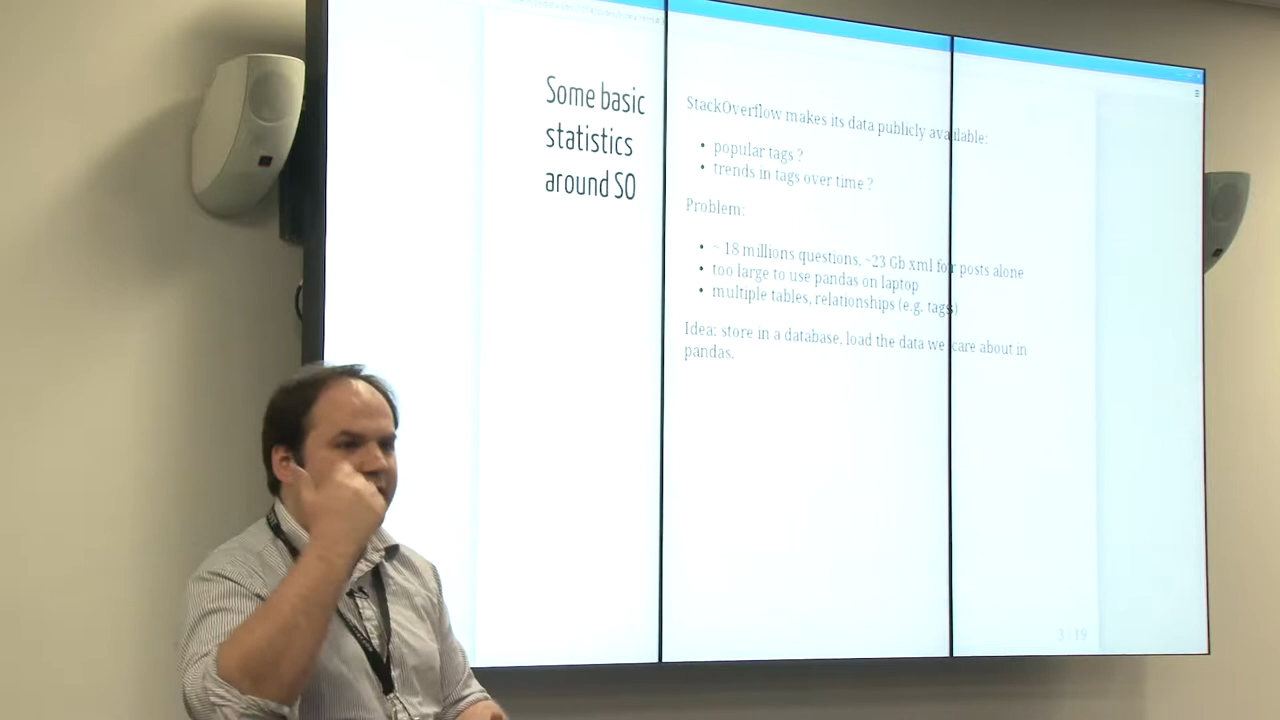 Some basic
statistics
around SO
StackOverflow makes its data publicly available:
• popular tags ?
• trends in tags over time ?
Problem:
• ~ 18 millions questions, ~23 Gb xml for posts alone
• too large to use pandas on laptop
• multiple tables, relationships (e.g. tags)
Idea: store in a database, load the data we care about in
pandas.
3 / 19